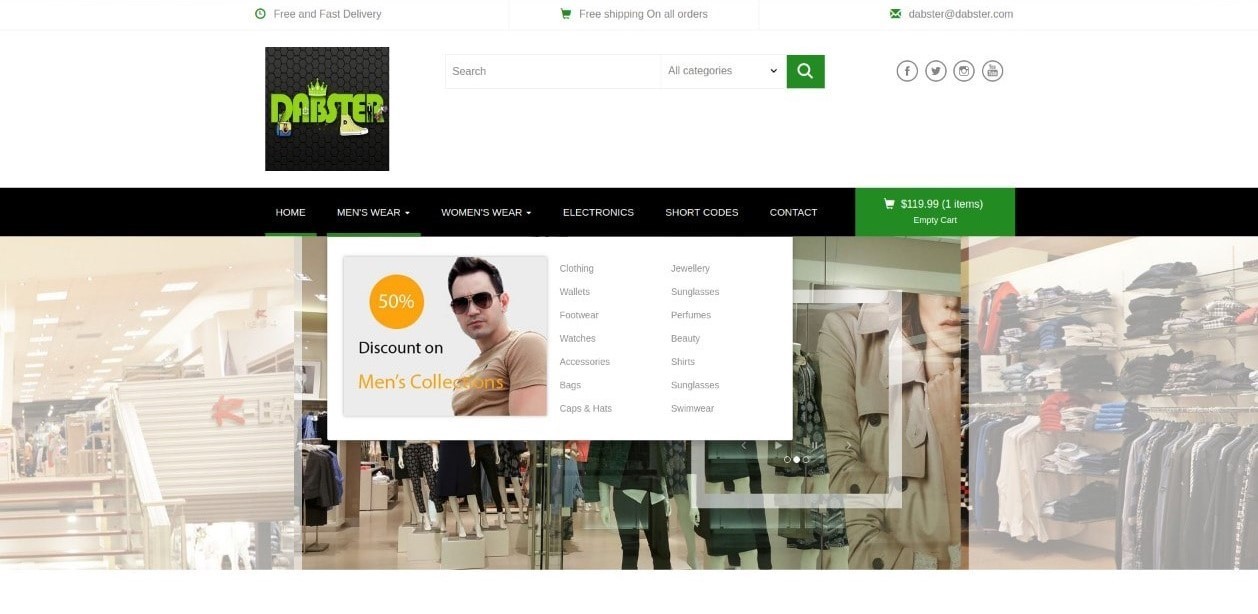 Free and Fast Delivery
Free shipping On all orders
dabster@dabster.com
DABSTER
Search
All categories
HOME
MEN'S WEAR
WOMEN'S WEAR
ELECTRONICS
SHORT CODES
CONTACT
$119.99 (1 items)
Empty Cart
50%
Discount on
Men's Collections
Clothing
Wallets
Footwear
Watches
Accessories
Bags
Caps & Hats
Jewellery
Sunglasses
Perfumes
Beauty
Shirts
Sunglasses
Swimwear